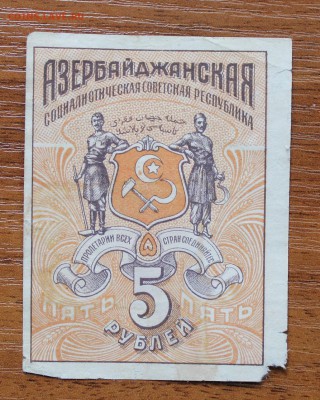 АЗЕРБАЙДЖАНСКАЯ
СОЦИАЛИСТИЧЕСКАЯ СОВЕТСКАЯ РЕСПУБЛИКА
ПРОЛЕТАРИИ ВСЕХ СТРАН СОЕДИНЯЙТЕСЬ
5
ПЯТЬ ПЯТЬ
РУБЛЕЙ